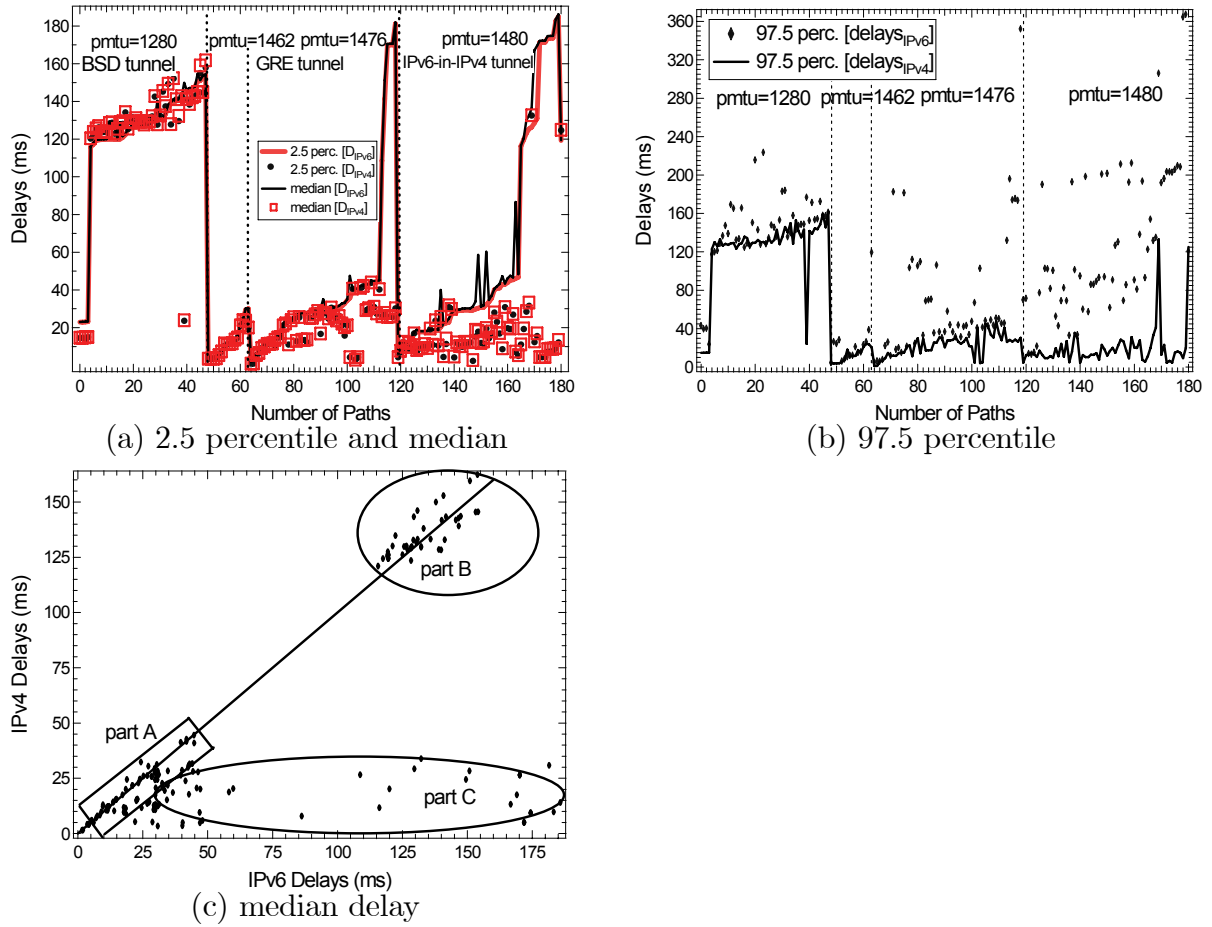 180
160
140
120
100
80
60
40
20
Delays (ms)
pmtu=1280
BSD tunnel
pmtu=1462
pmtu=1476
GRE tunnel
pmtu=1480
IPv6-in-IPv4 tunnel
2.5 perc. [D_IPv6]
2.5 perc. [D_IPv4]
median [D_IPv6]
median [D_IPv4]
0 20 40 60 80 100 120 140 160 180
Number of Paths
(a) 2.5 percentile and median
360
320
280
240
200
160
120
80
40
0
Delays (ms)
97.5 perc. [delays_IPv6]
97.5 perc. [delays_IPv4]
pmtu=1280
pmtu=1462
pmtu=1476
pmtu=1480
0 20 40 60 80 100 120 140 160 180
Number of Paths
(b) 97.5 percentile
150
125
100
75
50
25
0
IPv4 Delays (ms)
part A
part B
part C
0 25 50 75 100 125 150 175
IPv6 Delays (ms)
(c) median delay